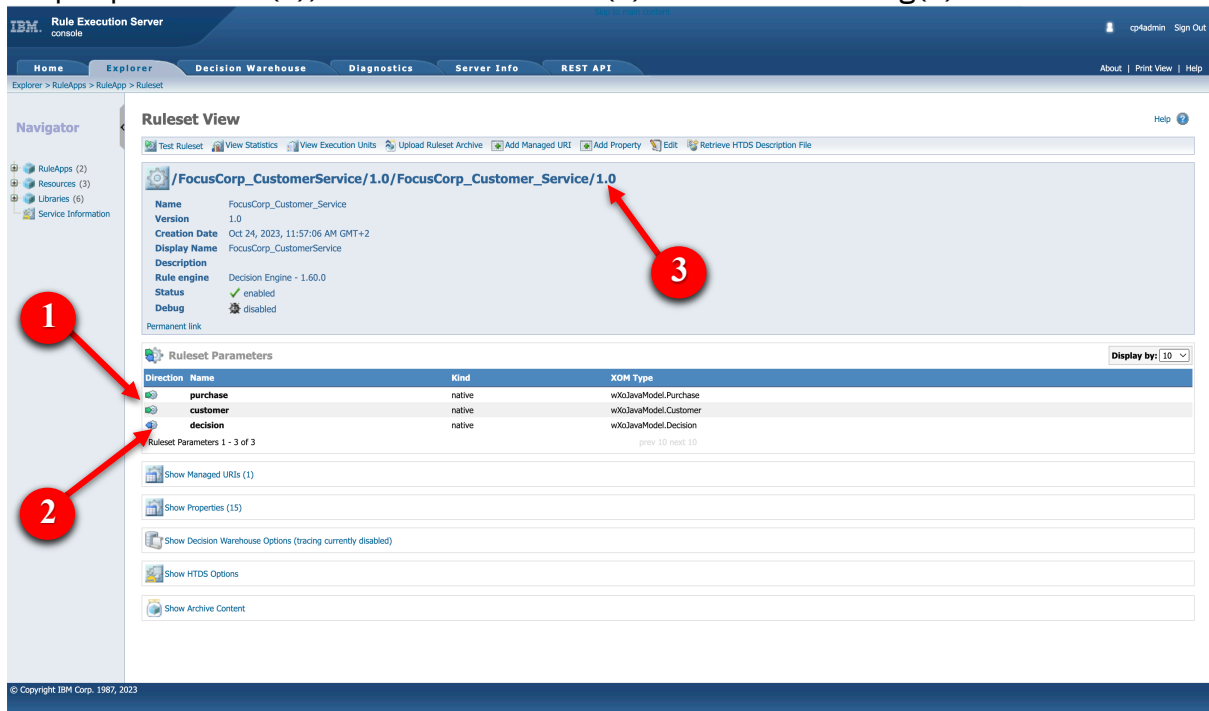 IBM. Rule Execution Server
console
cp4admin Sign Out
Home Explorer Decision Warehouse Diagnostics Server Info REST API
About | Print View | Help
Explorer > RuleApps > RuleApp > Ruleset
Navigator
RuleApps (2)
Resources (3)
Libraries (6)
Service Information
Ruleset View
Help ?
Test Ruleset View Statistics View Execution Units Upload Ruleset Archive Add Managed URI Add Property Edit Retrieve HTDS Description File
/FocusCorp_CustomerService/1.0/FocusCorp_Customer_Service/1.0
Name FocusCorp_Customer_Service
Version 1.0
Creation Date Oct 24, 2023, 11:57:06 AM GMT+2
Display Name FocusCorp_CustomerService
Description
Rule engine Decision Engine - 1.60.0
Status enabled
Debug disabled
Permanent link
3
1
Ruleset Parameters
Display by: 10
Direction Name Kind XOM Type
purchase native wXoJavaModel.Purchase
customer native wXoJavaModel.Customer
decision native wXoJavaModel.Decision
Ruleset Parameters 1 - 3 of 3 prev 10 next 10
2
Show Managed URIs (1)
Show Properties (15)
Show Decision Warehouse Options (tracing currently disabled)
Show HTDS Options
Show Archive Content
© Copyright IBM Corp. 1987, 2023